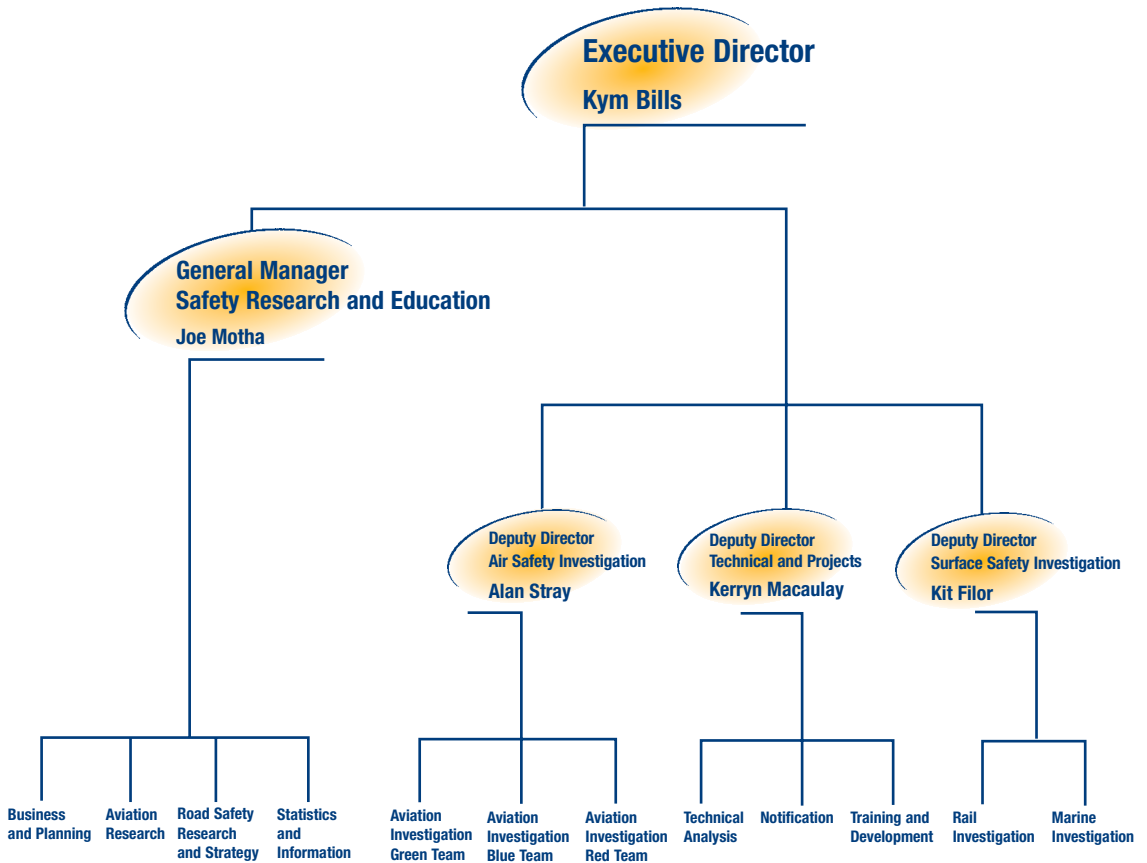 Executive Director
Kym Bills
General Manager
Safety Research and Education
Joe Motha
Deputy Director
Air Safety Investigation
Alan Stray
Deputy Director
Technical and Projects
Kerryn Macaulay
Deputy Director
Surface Safety Investigation
Kit Filor
Business
and Planning
Aviation
Research
Road Safety
Research
and Strategy
Statistics
and
Information
Aviation
Investigation
Green Team
Aviation
Investigation
Blue Team
Aviation
Investigation
Red Team
Technical
Analysis
Notification
Training and
Development
Rail
Investigation
Marine
Investigation